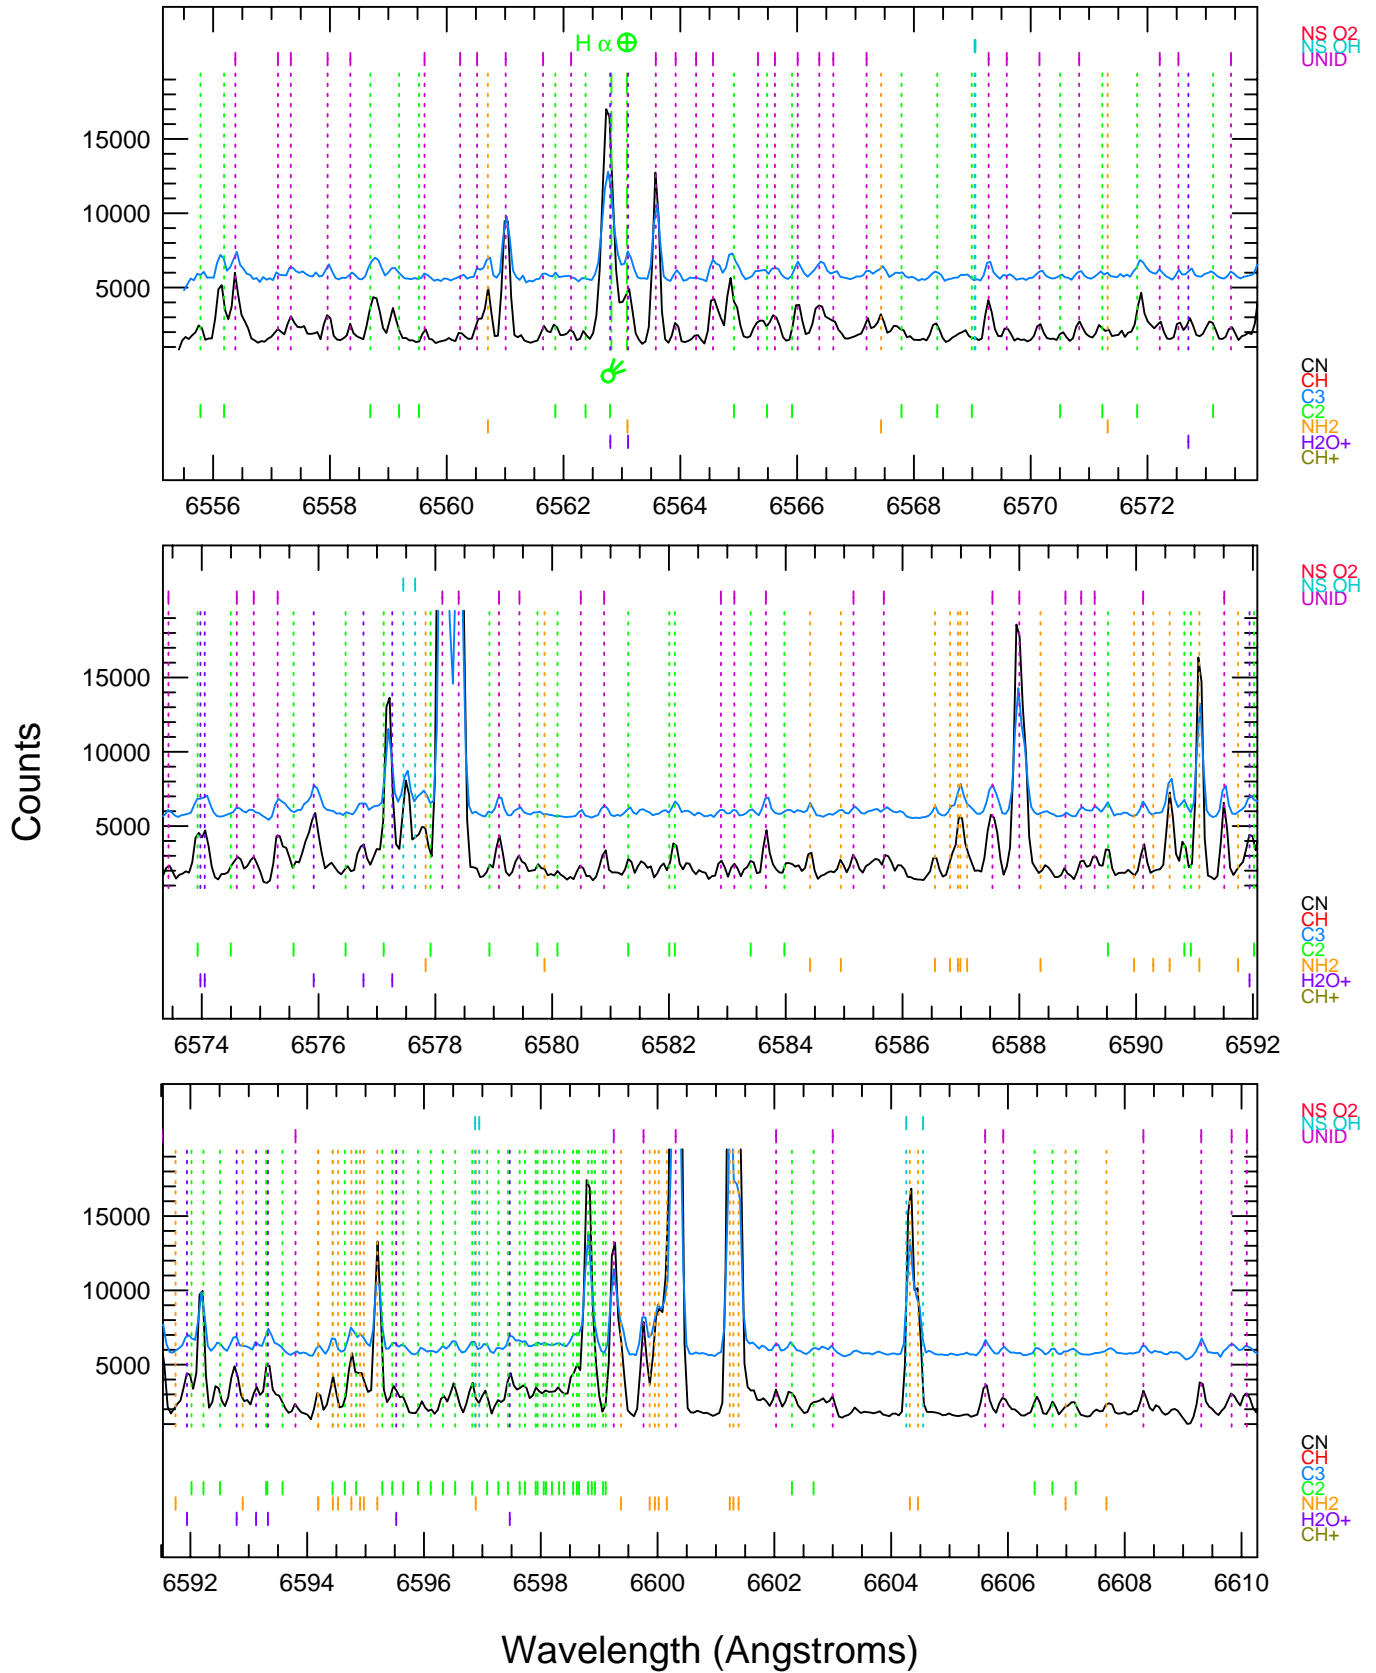 H α ⊕
NS O2
NS OH
UNID
15000
10000
5000
CN
CH
C3
C2
NH2
H2O+
CH+
6556 6558 6560 6562 6564 6566 6568 6570 6572
NS O2
NS OH
UNID
15000
10000
5000
CN
CH
C3
C2
NH2
H2O+
CH+
6574 6576 6578 6580 6582 6584 6586 6588 6590 6592
Counts
NS O2
NS OH
UNID
15000
10000
5000
CN
CH
C3
C2
NH2
H2O+
CH+
6592 6594 6596 6598 6600 6602 6604 6606 6608 6610
Wavelength (Angstroms)